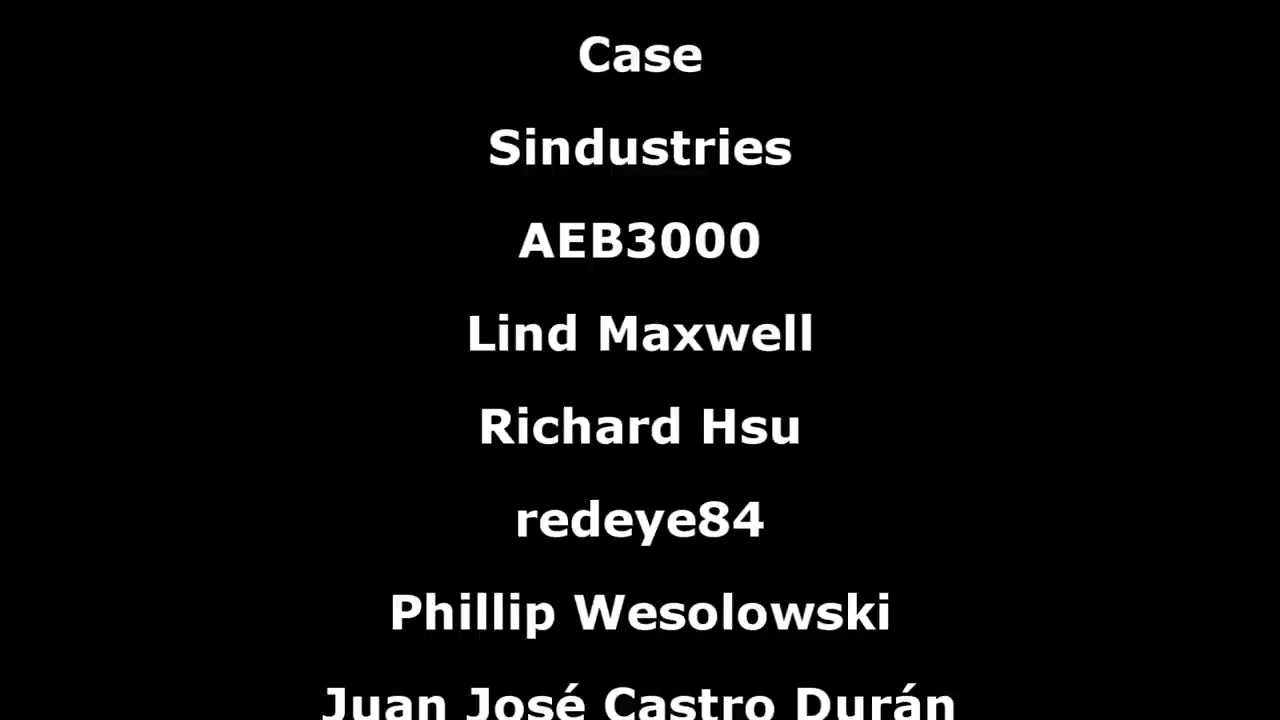 Case
Sindustries
AEB3000
Lind Maxwell
Richard Hsu
redeye84
Phillip Wesolowski
Juan José Castro Durán